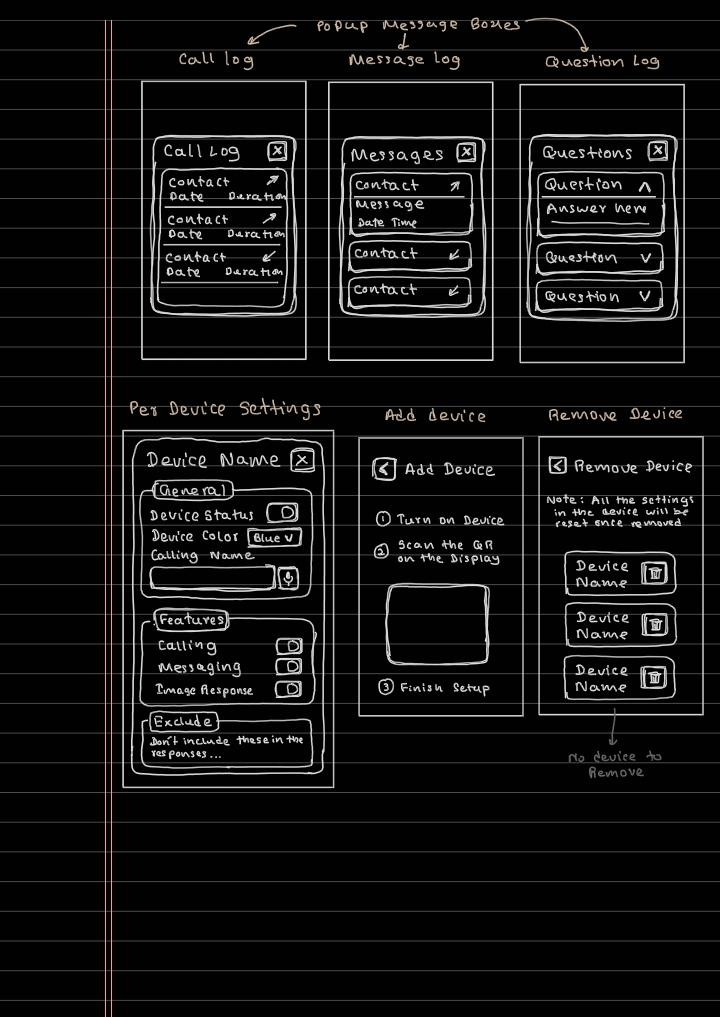 Popup Message Boxes
Call log
Message log
Question Log
Call Log X
Contact
Date Duration
Contact
Date Duration
Contact
Date Duration
Messages X
Contact
Message
Date Time
Contact
Contact
Questions X
Question
Answer here
Question
Question
Per Device Settings
Device Name X
General
Device Status
Device Color Blue
Calling Name
Features
Calling
Messaging
Image Response
Exclude
Don't include these in the
responses...
Add device
Add Device
1 Turn on Device
2 Scan the QR
on the Display
3 Finish Setup
Remove Device
Remove Device
Note: All the settings
in the device will be
reset once removed
Device
Name
Device
Name
Device
Name
No device to
Remove